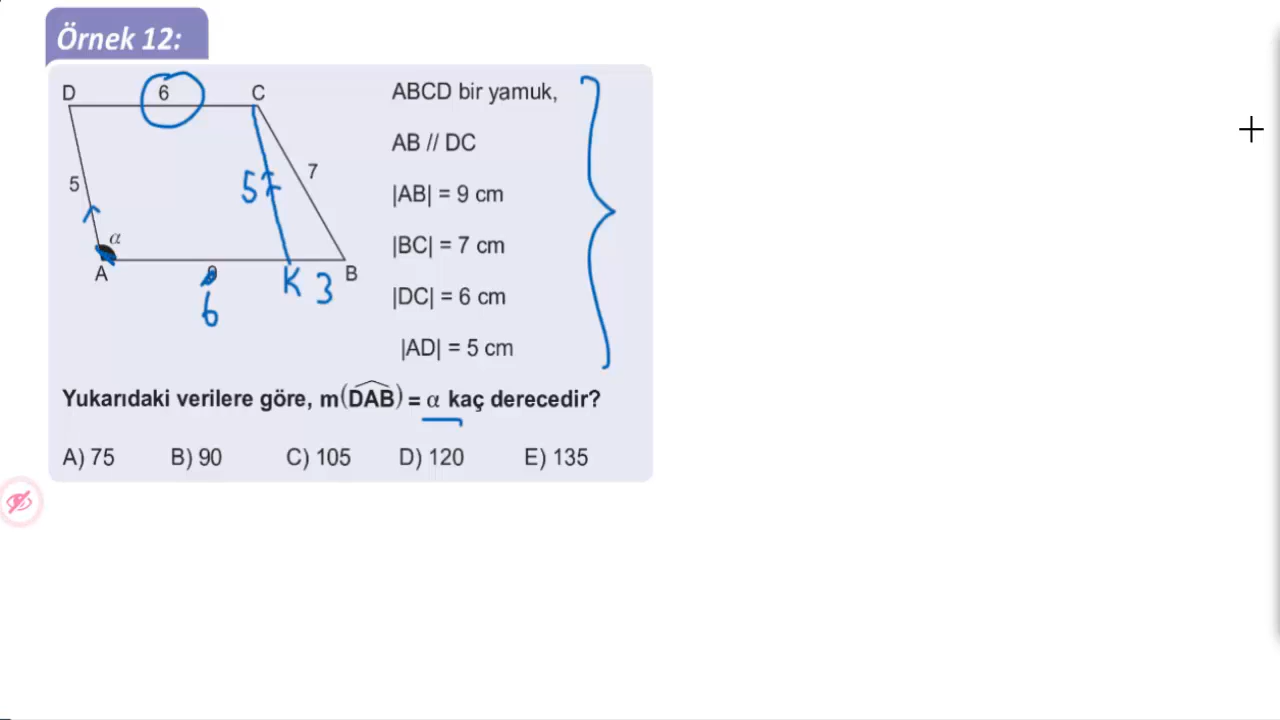 Örnek 12:
D 6 C
5 5 7
α
A K 3 B
6
ABCD bir yamuk,
AB // DC
|AB| = 9 cm
|BC| = 7 cm
|DC| = 6 cm
|AD| = 5 cm
Yukarıdaki verilere göre, m(DAB) = α kaç derecedir?
A) 75 B) 90 C) 105 D) 120 E) 135